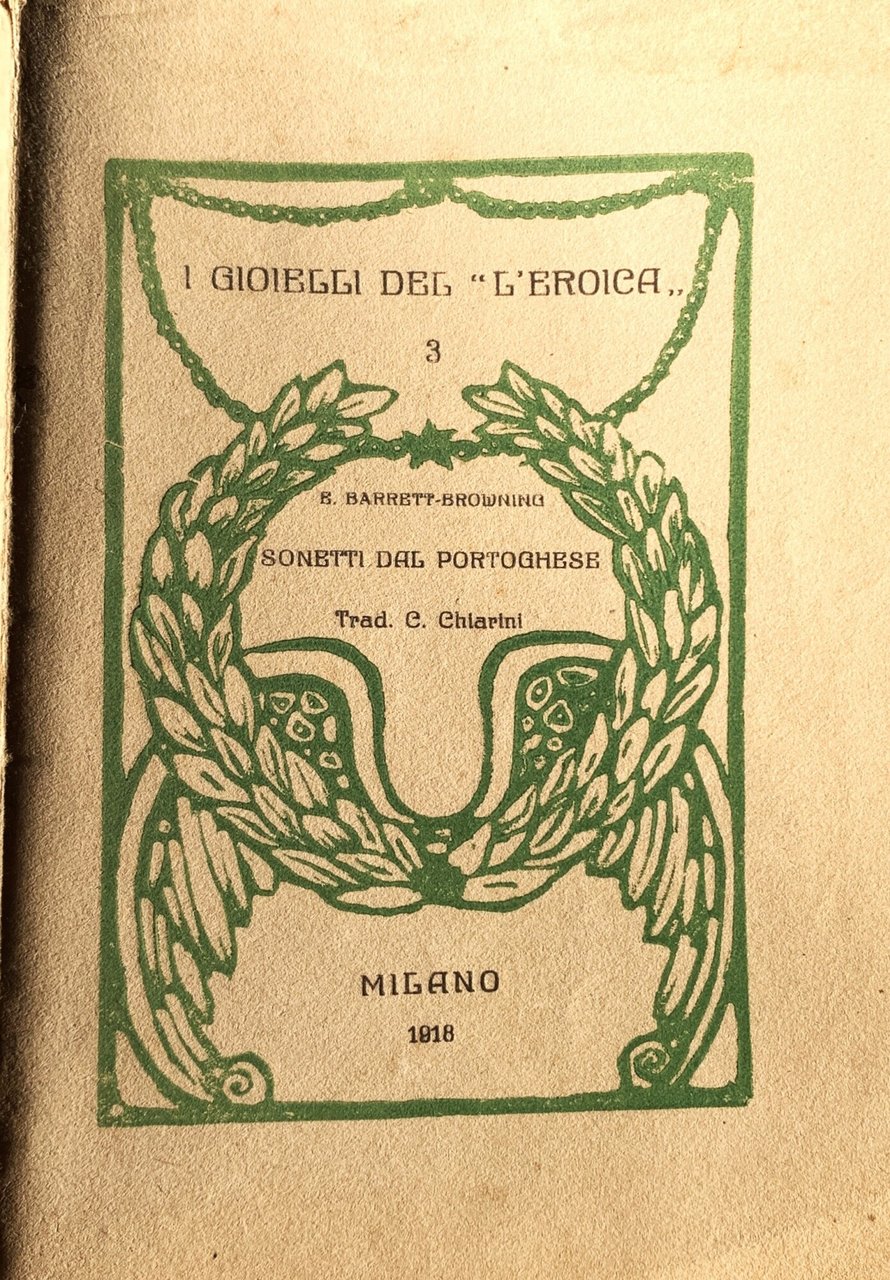 I GIOIELLI DEL “L'EROICA„
3
E. BARRETT-BROWNING
SONETTI DAL PORTOGHESE
Trad. C. Chiarini
MILANO
1918